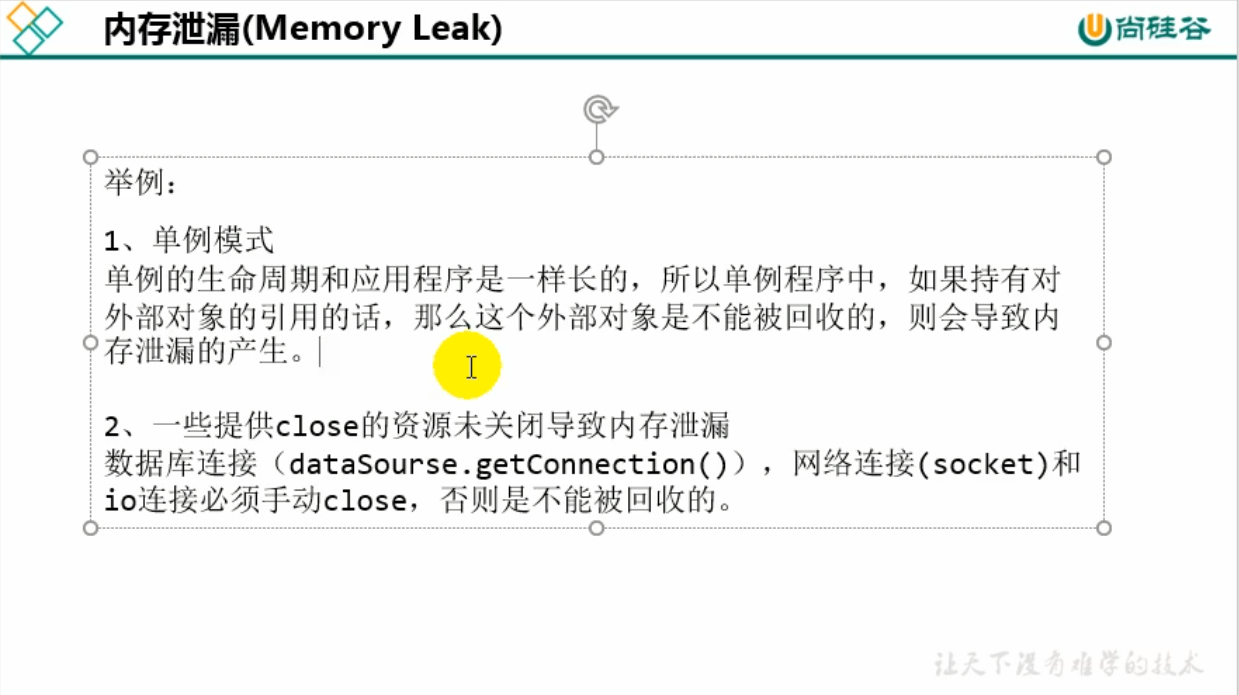 内存泄漏(Memory Leak)
尚硅谷
举例：
1、单例模式
单例的生命周期和应用程序是一样长的，所以单例程序中，如果持有对
外部对象的引用的话，那么这个外部对象是不能被回收的，则会导致内
存泄漏的产生。
2、一些提供close的资源未关闭导致内存泄漏
数据库连接（dataSourse.getConnection()），网络连接(socket)和
io连接必须手动close，否则是不能被回收的。
让天下没有难学的技术